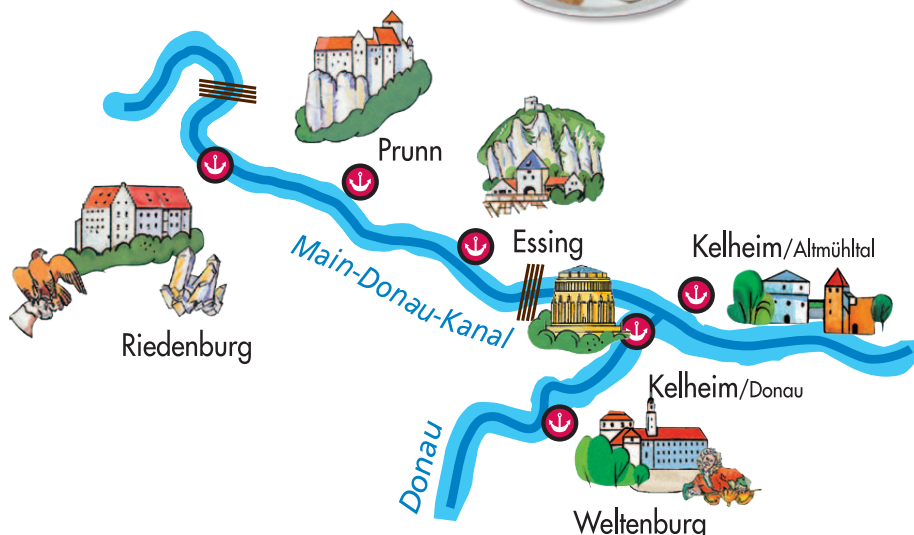 Prunn
Essing
Kelheim/Altmühltal
Main-Donau-Kanal
Riedenburg
Kelheim/Donau
Donau
Weltenburg